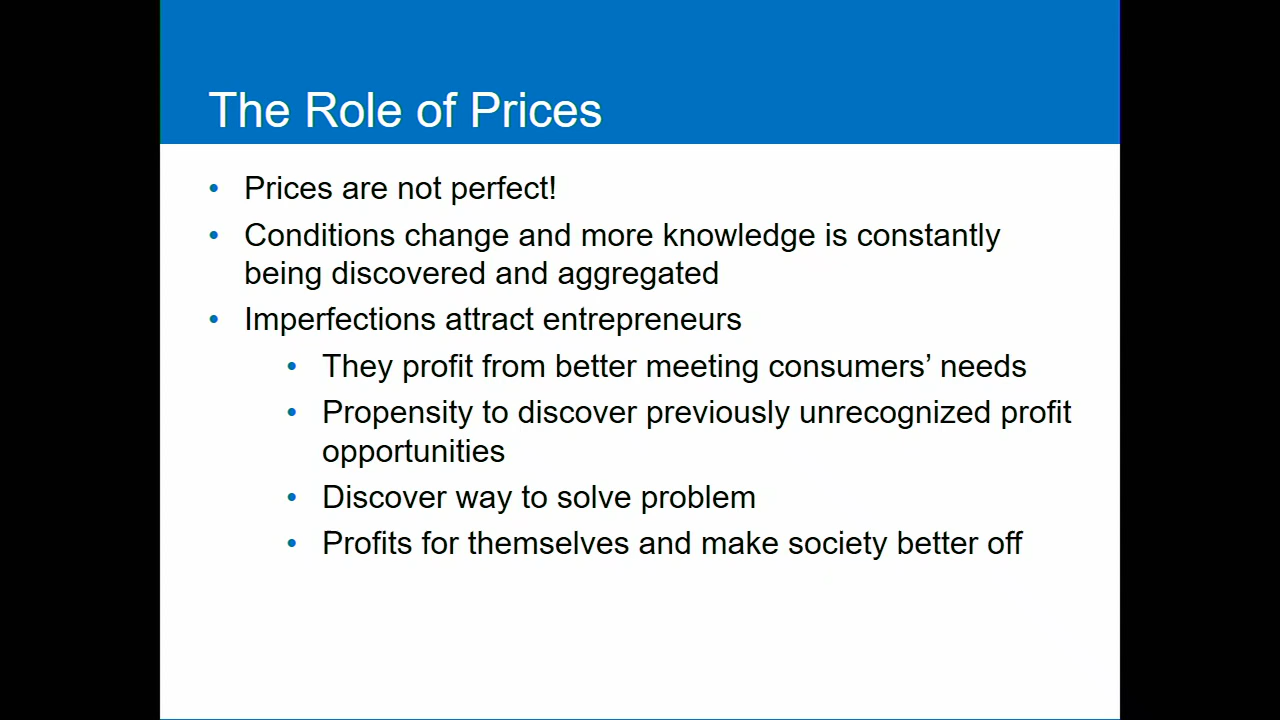 The Role of Prices
• Prices are not perfect!
• Conditions change and more knowledge is constantly
being discovered and aggregated
• Imperfections attract entrepreneurs
• They profit from better meeting consumers’ needs
• Propensity to discover previously unrecognized profit
opportunities
• Discover way to solve problem
• Profits for themselves and make society better off